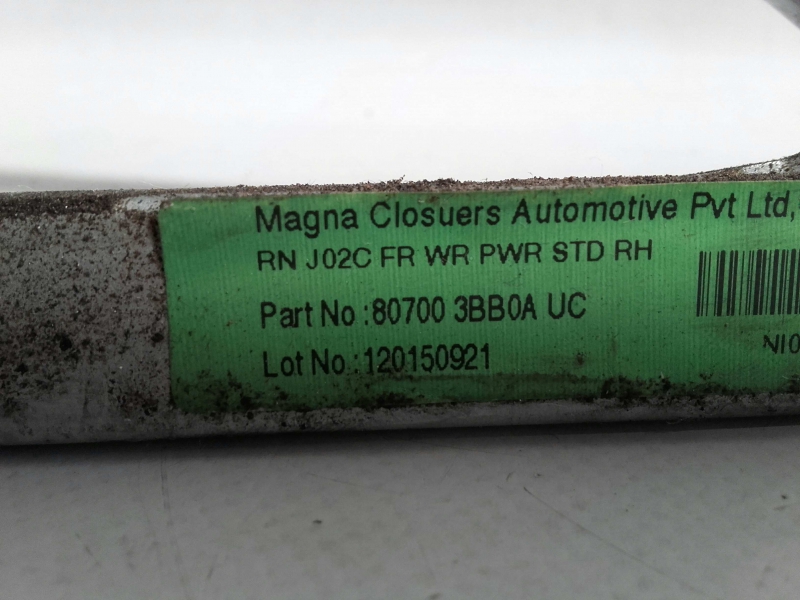 Magna Closuers Automotive Pvt Ltd,
RN J02C FR WR PWR STD RH
Part No :80700 3BB0A UC
Lot No :120150921
NI0